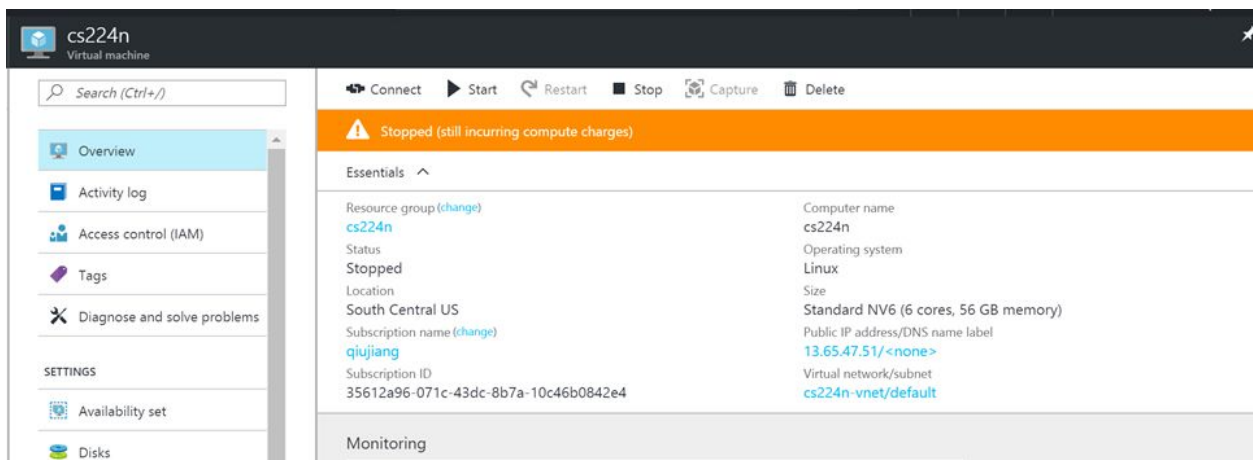 cs224n
Virtual machine
Search (Ctrl+/)
Overview
Activity log
Access control (IAM)
Tags
Diagnose and solve problems
SETTINGS
Availability set
Disks
Connect Start Restart Stop Capture Delete
Stopped (still incurring compute charges)
Essentials
Resource group (change)
cs224n
Status
Stopped
Location
South Central US
Subscription name (change)
qiujiang
Subscription ID
35612a96-071c-43dc-8b7a-10c46b0842e4
Computer name
cs224n
Operating system
Linux
Size
Standard NV6 (6 cores, 56 GB memory)
Public IP address/DNS name label
13.65.47.51/<none>
Virtual network/subnet
cs224n-vnet/default
Monitoring